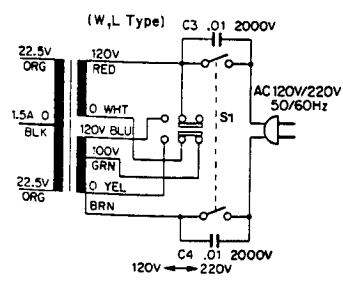 (W,L Type)
C3 .01 2000V
22.5V
120V
ORG
RED
AC 120V/220V
50/60Hz
0 WHT
S1
1.5A 0
120V BLU
BLK
100V
GRN
22.5V
0 YEL
ORG
BRN
C4 .01 2000V
120V ↔ 220V